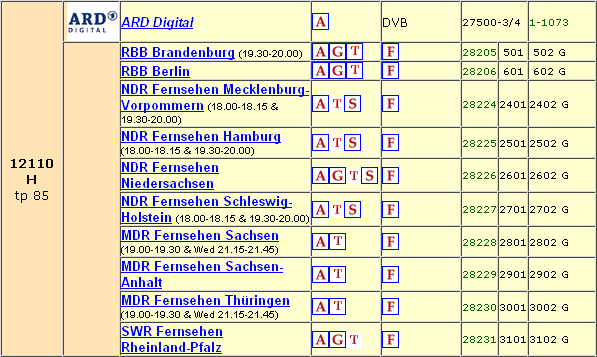 12110
H
tp 85
ARD
DIGITAL
ARD Digital A DVB 27500-3/4 1-1073
RBB Brandenburg (19.30-20.00) A G T F 28205 501 502 G
RBB Berlin A G T F 28206 601 602 G
NDR Fernsehen Mecklenburg-
Vorpommern (18.00-18.15 &
19.30-20.00) A T S F 28224 2401 2402 G
NDR Fernsehen Hamburg
(18.00-18.15 & 19.30-20.00) A T S F 28225 2501 2502 G
NDR Fernsehen
Niedersachsen A G T S F 28226 2601 2602 G
NDR Fernsehen Schleswig-
Holstein (18.00-18.15 & 19.30-20.00) A T S F 28227 2701 2702 G
MDR Fernsehen Sachsen
(19.00-19.30 & Wed 21.15-21.45) A T F 28228 2801 2802 G
MDR Fernsehen Sachsen-
Anhalt A T F 28229 2901 2902 G
MDR Fernsehen Thüringen
(19.00-19.30 & Wed 21.15-21.45) A T F 28230 3001 3002 G
SWR Fernsehen
Rheinland-Pfalz A G T F 28231 3101 3102 G